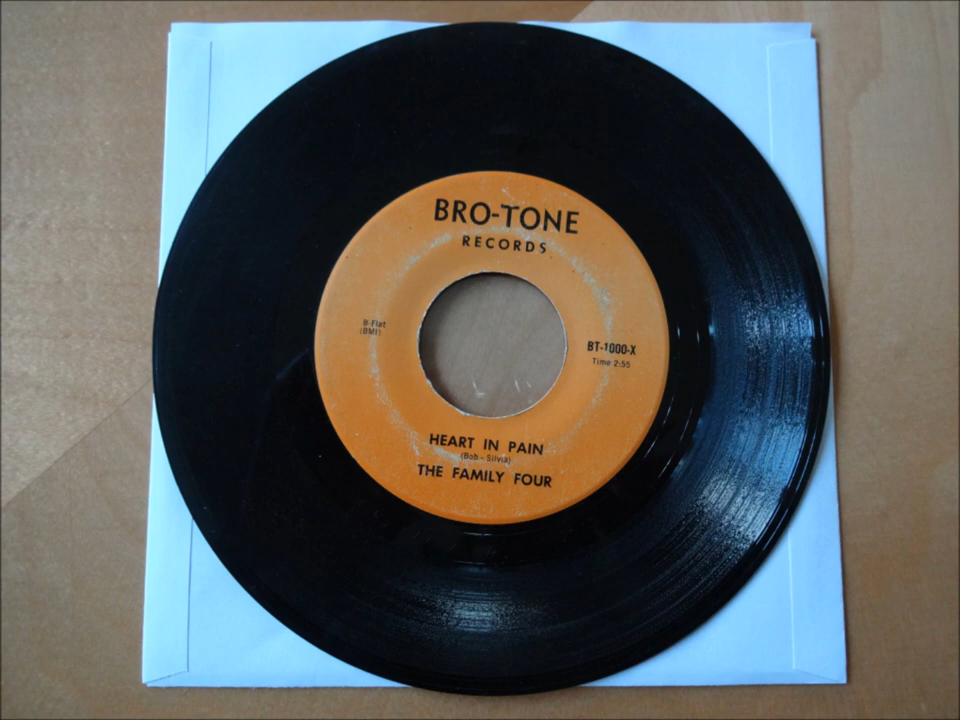 BRO-TONE
RECORDS
B-Flat
(BMI)
BT-1000-X
Time 2:55
HEART IN PAIN
(Bob - Silvia)
THE FAMILY FOUR